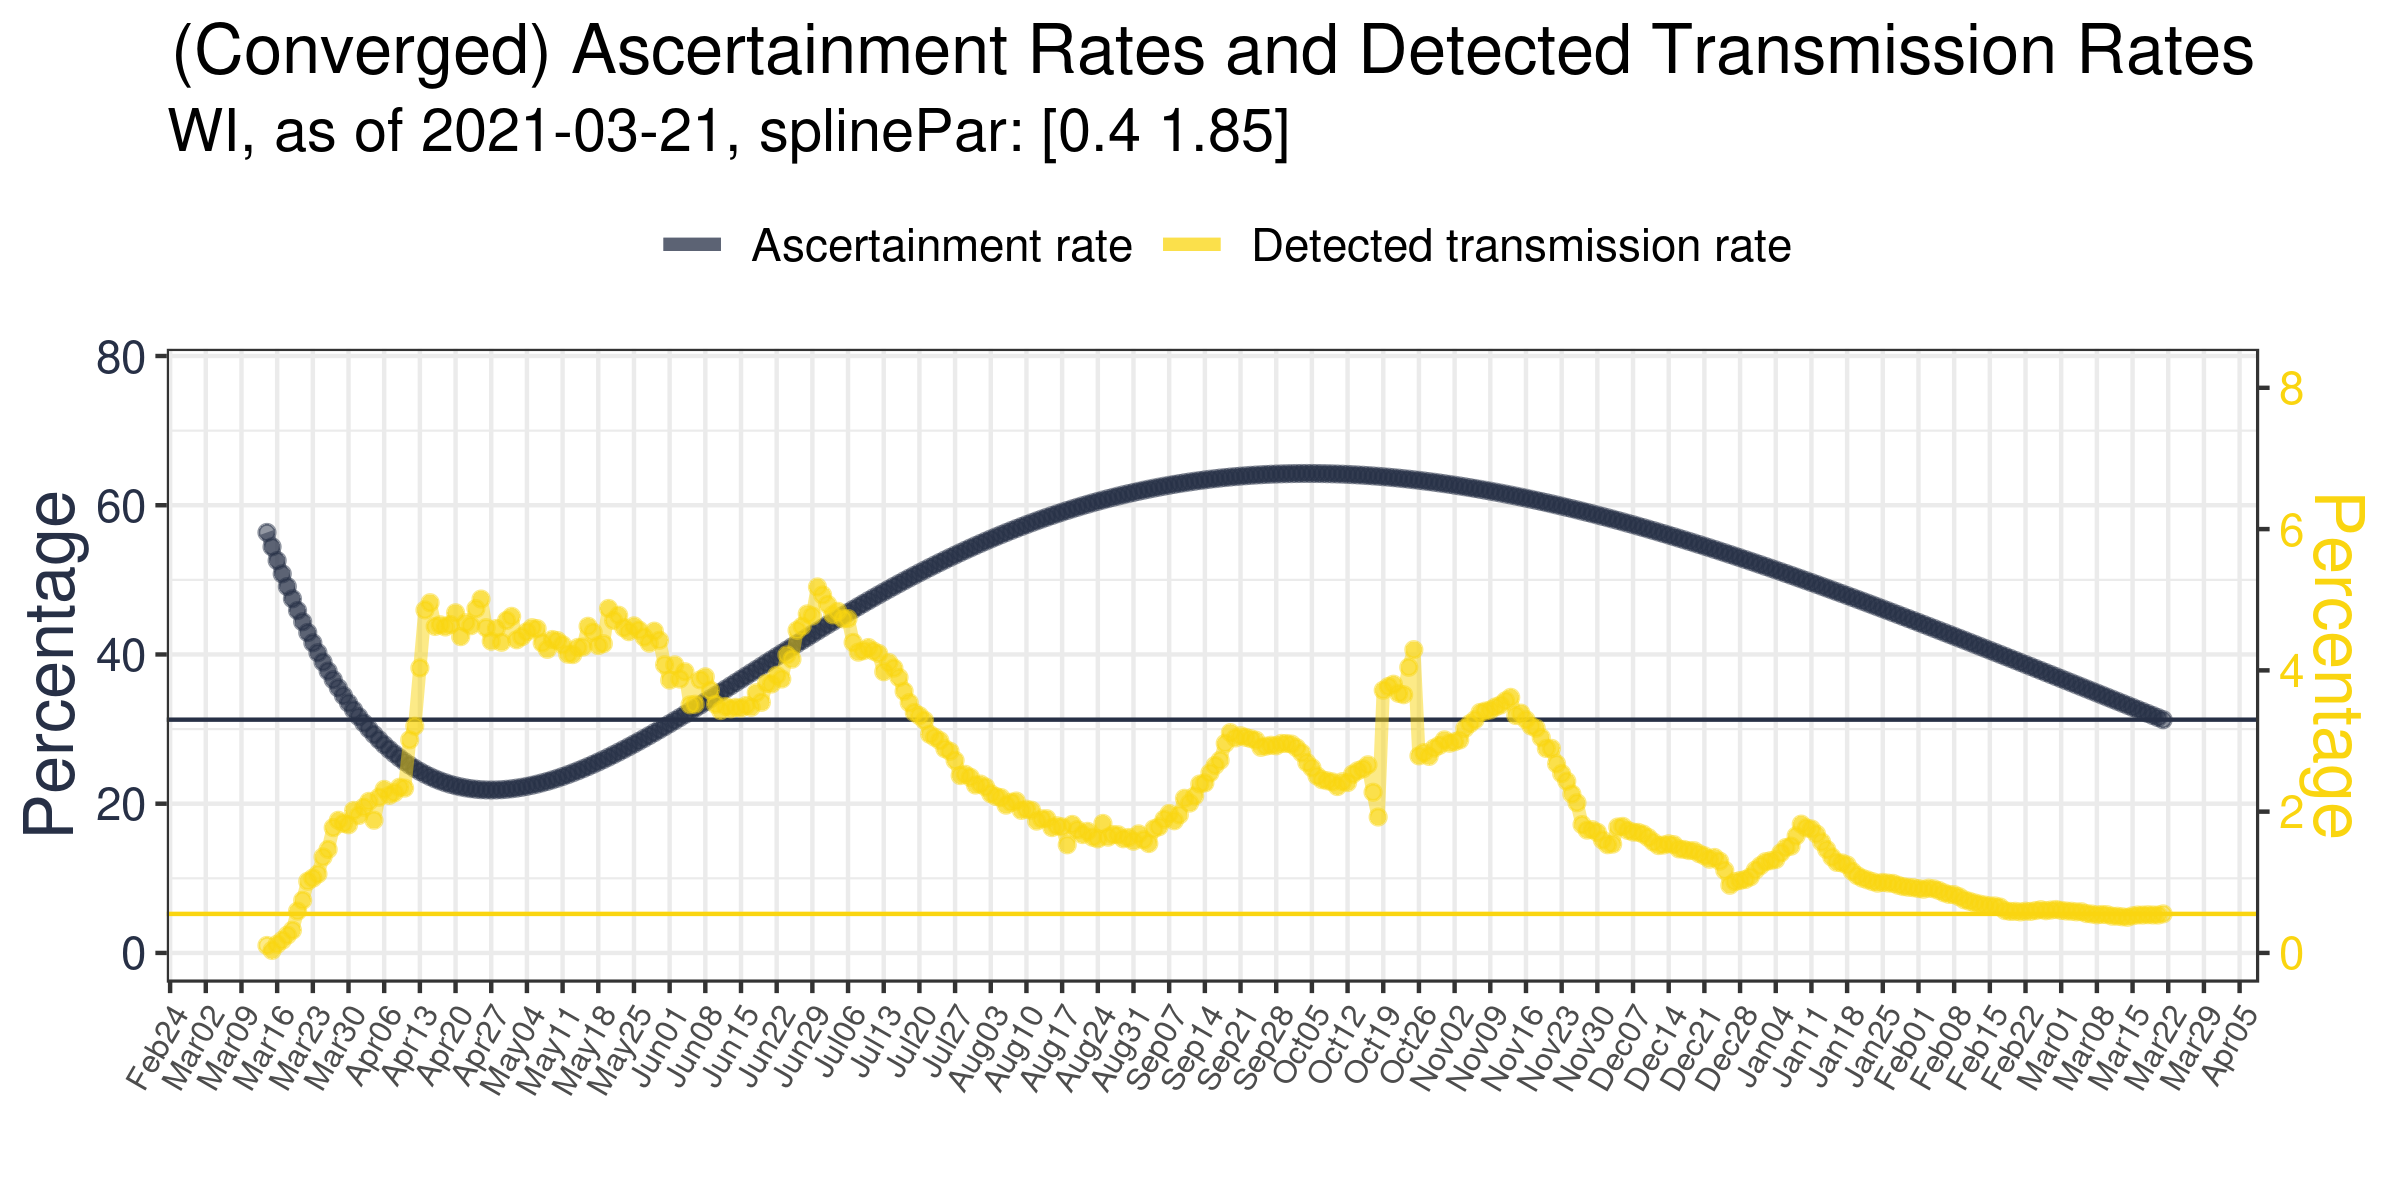 (Converged) Ascertainment Rates and Detected Transmission Rates
WI, as of 2021-03-21, splinePar: [0.4 1.85]
Ascertainment rate Detected transmission rate
Percentage
80
60
40
20
0
8
6
4
2
0
Percentage
Feb24 Mar02 Mar09 Mar16 Mar23 Mar30 Apr06 Apr13 Apr20 Apr27 May04 May11 May18 May25 Jun01 Jun08 Jun15 Jun22 Jun29 Jul06 Jul13 Jul20 Jul27 Aug03 Aug10 Aug17 Aug24 Aug31 Sep07 Sep14 Sep21 Sep28 Oct05 Oct12 Oct19 Oct26 Nov02 Nov09 Nov16 Nov23 Nov30 Dec07 Dec14 Dec21 Dec28 Jan04 Jan11 Jan18 Jan25 Feb01 Feb08 Feb15 Feb22 Mar01 Mar08 Mar15 Mar22 Mar29 Apr05